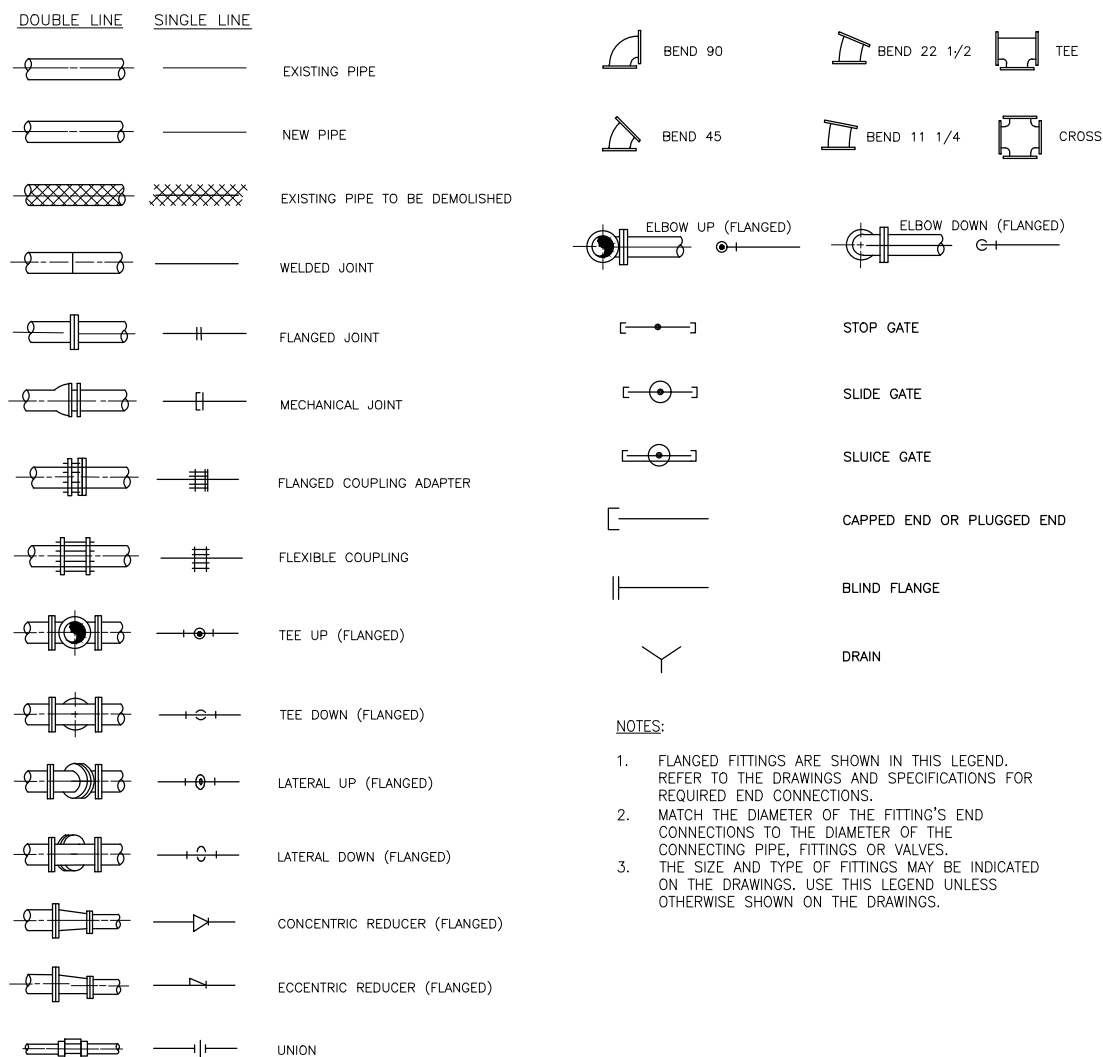 DOUBLE LINE
SINGLE LINE
EXISTING PIPE
NEW PIPE
EXISTING PIPE TO BE DEMOLISHED
WELDED JOINT
FLANGED JOINT
MECHANICAL JOINT
FLANGED COUPLING ADAPTER
FLEXIBLE COUPLING
TEE UP (FLANGED)
TEE DOWN (FLANGED)
LATERAL UP (FLANGED)
LATERAL DOWN (FLANGED)
CONCENTRIC REDUCER (FLANGED)
ECCENTRIC REDUCER (FLANGED)
UNION
BEND 90
BEND 22 1/2
TEE
BEND 45
BEND 11 1/4
CROSS
ELBOW UP (FLANGED)
ELBOW DOWN (FLANGED)
STOP GATE
SLIDE GATE
SLUICE GATE
CAPPED END OR PLUGGED END
BLIND FLANGE
DRAIN
NOTES:
1. FLANGED FITTINGS ARE SHOWN IN THIS LEGEND.
REFER TO THE DRAWINGS AND SPECIFICATIONS FOR
REQUIRED END CONNECTIONS.
2. MATCH THE DIAMETER OF THE FITTING'S END
CONNECTIONS TO THE DIAMETER OF THE
CONNECTING PIPE, FITTINGS OR VALVES.
3. THE SIZE AND TYPE OF FITTINGS MAY BE INDICATED
ON THE DRAWINGS. USE THIS LEGEND UNLESS
OTHERWISE SHOWN ON THE DRAWINGS.